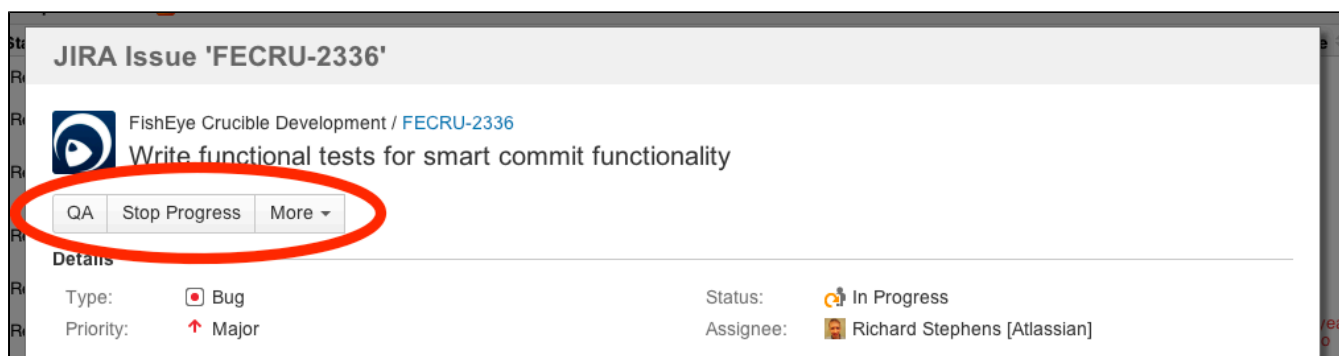 JIRA Issue 'FECRU-2336'
FishEye Crucible Development / FECRU-2336
Write functional tests for smart commit functionality
QA Stop Progress More
Details
Type: Bug Status: In Progress
Priority: Major Assignee: Richard Stephens [Atlassian]